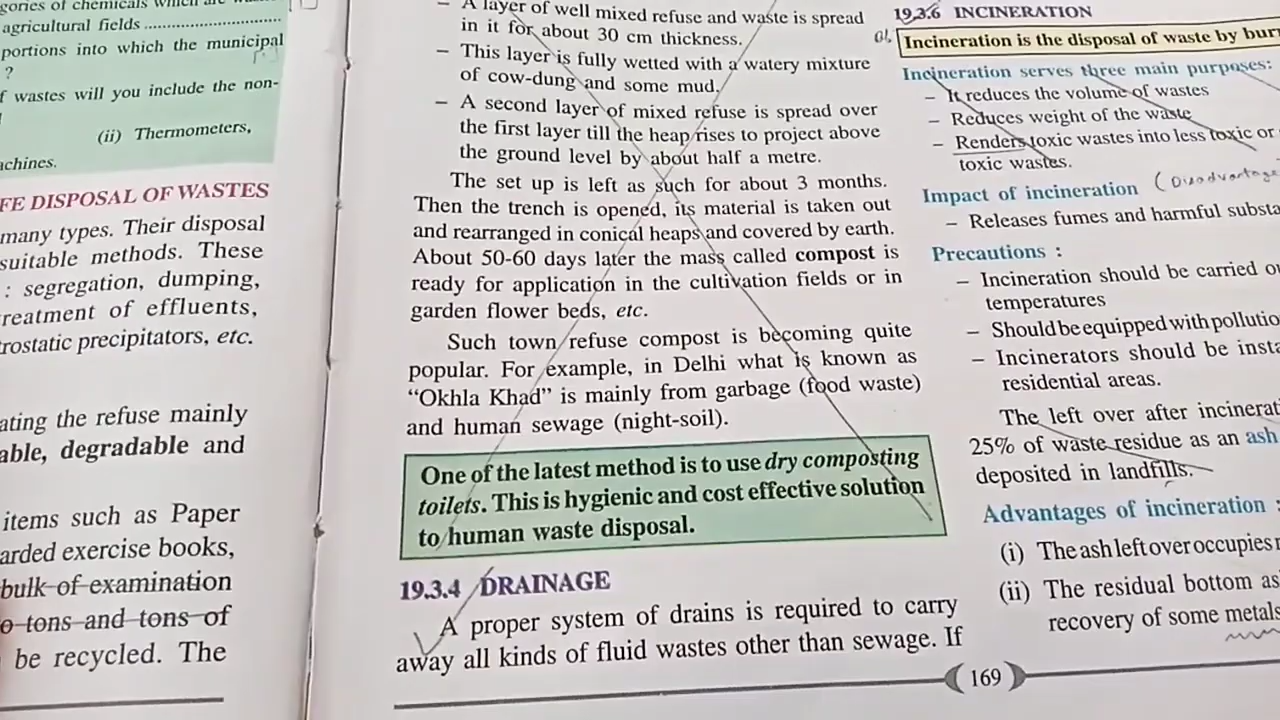 agricultural fields
portions into which the municipal
?
f wastes will you include the non-
(ii) Thermometers,
achines.
FE DISPOSAL OF WASTES
many types. Their disposal
suitable methods. These
: segregation, dumping,
reatment of effluents,
trostatic precipitators, etc.
ating the refuse mainly
able, degradable and
items such as Paper
arded exercise books,
bulk of examination
o tons and tons of
be recycled. The
– A layer of well mixed refuse and waste is spread
in it for about 30 cm thickness.
– This layer is fully wetted with a watery mixture
of cow-dung and some mud.
– A second layer of mixed refuse is spread over
the first layer till the heap rises to project above
the ground level by about half a metre.
The set up is left as such for about 3 months.
Then the trench is opened, its material is taken out
and rearranged in conical heaps and covered by earth.
About 50-60 days later the mass called compost is
ready for application in the cultivation fields or in
garden flower beds, etc.
Such town refuse compost is becoming quite
popular. For example, in Delhi what is known as
“Okhla Khad” is mainly from garbage (food waste)
and human sewage (night-soil).
One of the latest method is to use dry composting
toilets. This is hygienic and cost effective solution
to human waste disposal.
19.3.4 DRAINAGE
A proper system of drains is required to carry
away all kinds of fluid wastes other than sewage. If
19.3.6 INCINERATION
Incineration is the disposal of waste by bur
Incineration serves three main purposes:
– It reduces the volume of wastes
– Reduces weight of the waste
– Renders toxic wastes into less toxic or
toxic wastes.
Impact of incineration (Disadvantage
– Releases fumes and harmful substa
Precautions :
– Incineration should be carried o
temperatures
– Should be equipped with pollutio
– Incinerators should be insta
residential areas.
The left over after incinerat
25% of waste residue as an ash
deposited in landfills.
Advantages of incineration :
(i) The ash left over occupies
(ii) The residual bottom as
recovery of some metals
169